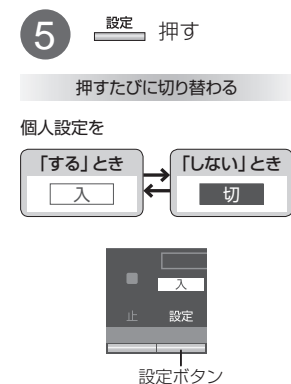 5 設定 押す
押すたびに切り替わる
個人設定を
「する」とき 「しない」とき
入 切
入
止 設定
設定ボタン